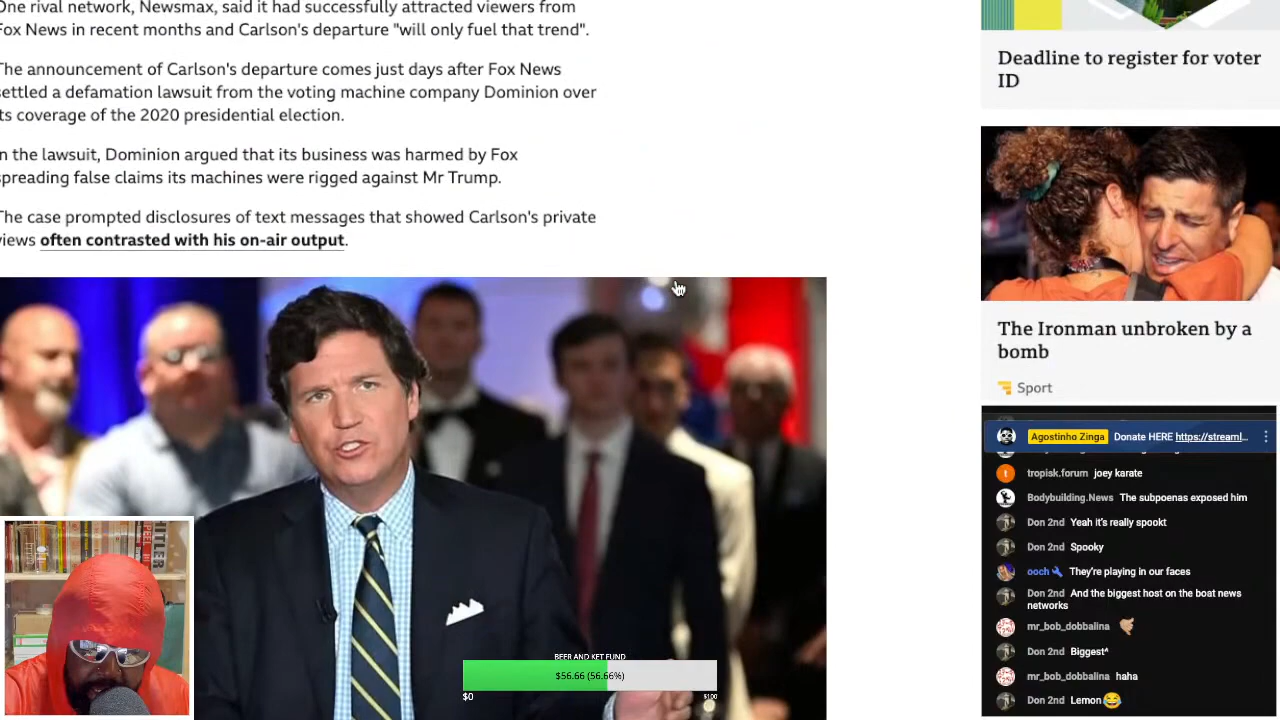 One rival network, Newsmax, said it had successfully attracted viewers from
Fox News in recent months and Carlson's departure "will only fuel that trend".
The announcement of Carlson's departure comes just days after Fox News
settled a defamation lawsuit from the voting machine company Dominion over
ts coverage of the 2020 presidential election.
n the lawsuit, Dominion argued that its business was harmed by Fox
spreading false claims its machines were rigged against Mr Trump.
The case prompted disclosures of text messages that showed Carlson's private
views often contrasted with his on-air output.
Deadline to register for voter
ID
The Ironman unbroken by a
bomb
Sport
Agostinho Zinga Donate HERE https://streaml...
t tropisk.forum joey karate
Bodybuilding.News The subpoenas exposed him
Don 2nd Yeah it's really spookt
Don 2nd Spooky
ooch They're playing in our faces
Don 2nd And the biggest host on the boat news
networks
mr_bob_dobbalina
Don 2nd Biggest^
mr_bob_dobbalina haha
Don 2nd Lemon😂
HITLER
BEER AND KET FUND
$56.66 (56.66%)
$0
$100